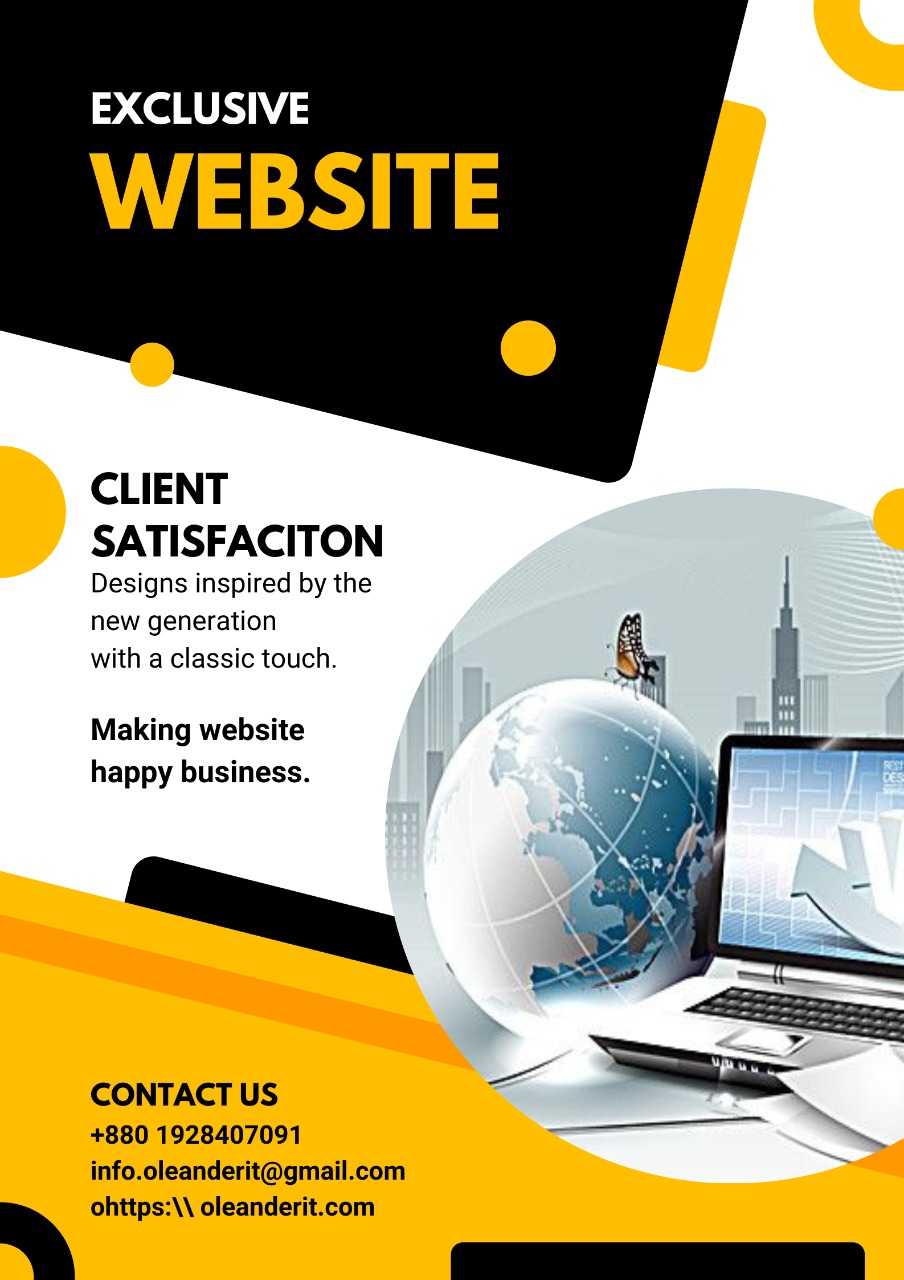 EXCLUSIVE
WEBSITE
CLIENT
SATISFACITON
Designs inspired by the
new generation
with a classic touch.
Making website
happy business.
CONTACT US
+880 1928407091
info.oleanderit@gmail.com
ohttps:\\ oleanderit.com